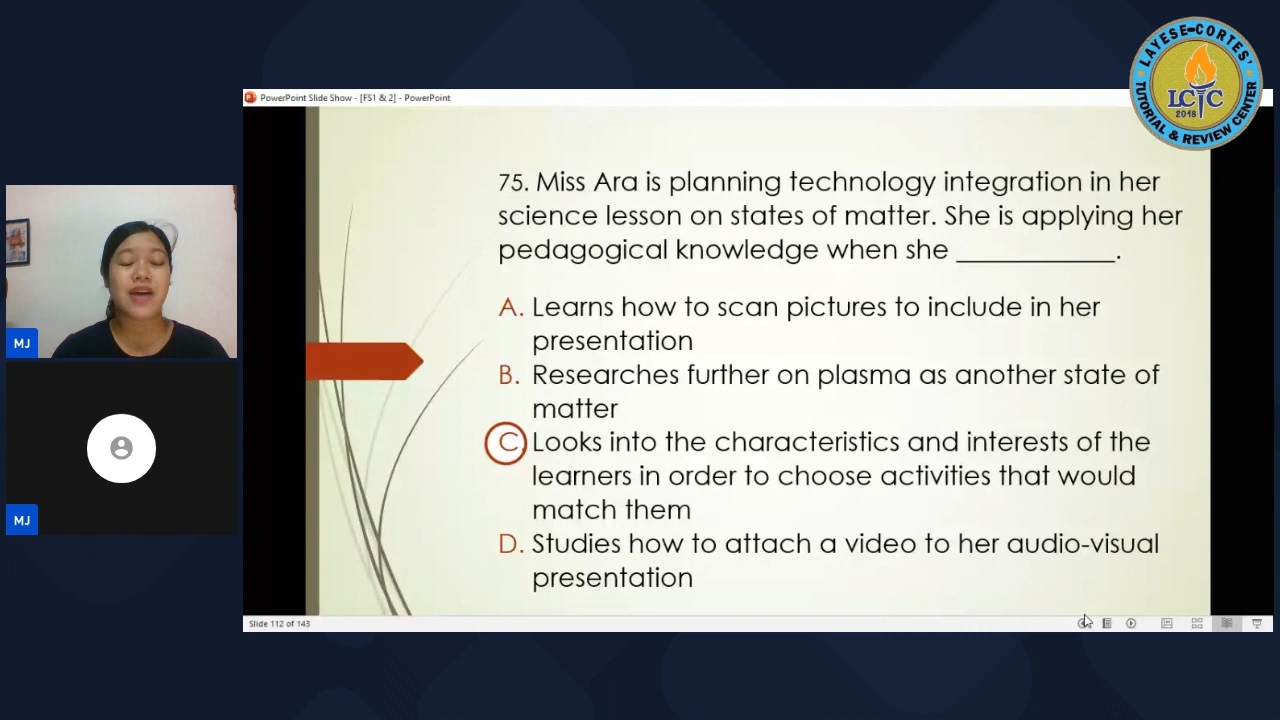 PowerPoint Slide Show - [FS1 & 2] - PowerPoint
LAYESE-CORTES'
LCTC
2018
TUTORIAL & REVIEW CENTER
75. Miss Ara is planning technology integration in her
science lesson on states of matter. She is applying her
pedagogical knowledge when she ____________.
A. Learns how to scan pictures to include in her
presentation
B. Researches further on plasma as another state of
matter
C. Looks into the characteristics and interests of the
learners in order to choose activities that would
match them
D. Studies how to attach a video to her audio-visual
presentation
MJ
MJ
Slide 112 of 143